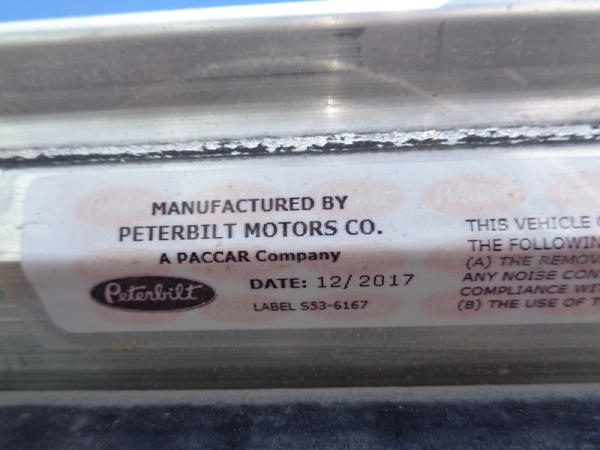 MANUFACTURED BY
PETERBILT MOTORS CO.
A PACCAR Company
Peterbilt
DATE: 12/2017
LABEL S53-6167
THIS VEHICLE
THE FOLLOWIN
(A) THE REMOV
ANY NOISE CON
COMPLIANCE WIT
(B) THE USE OF T